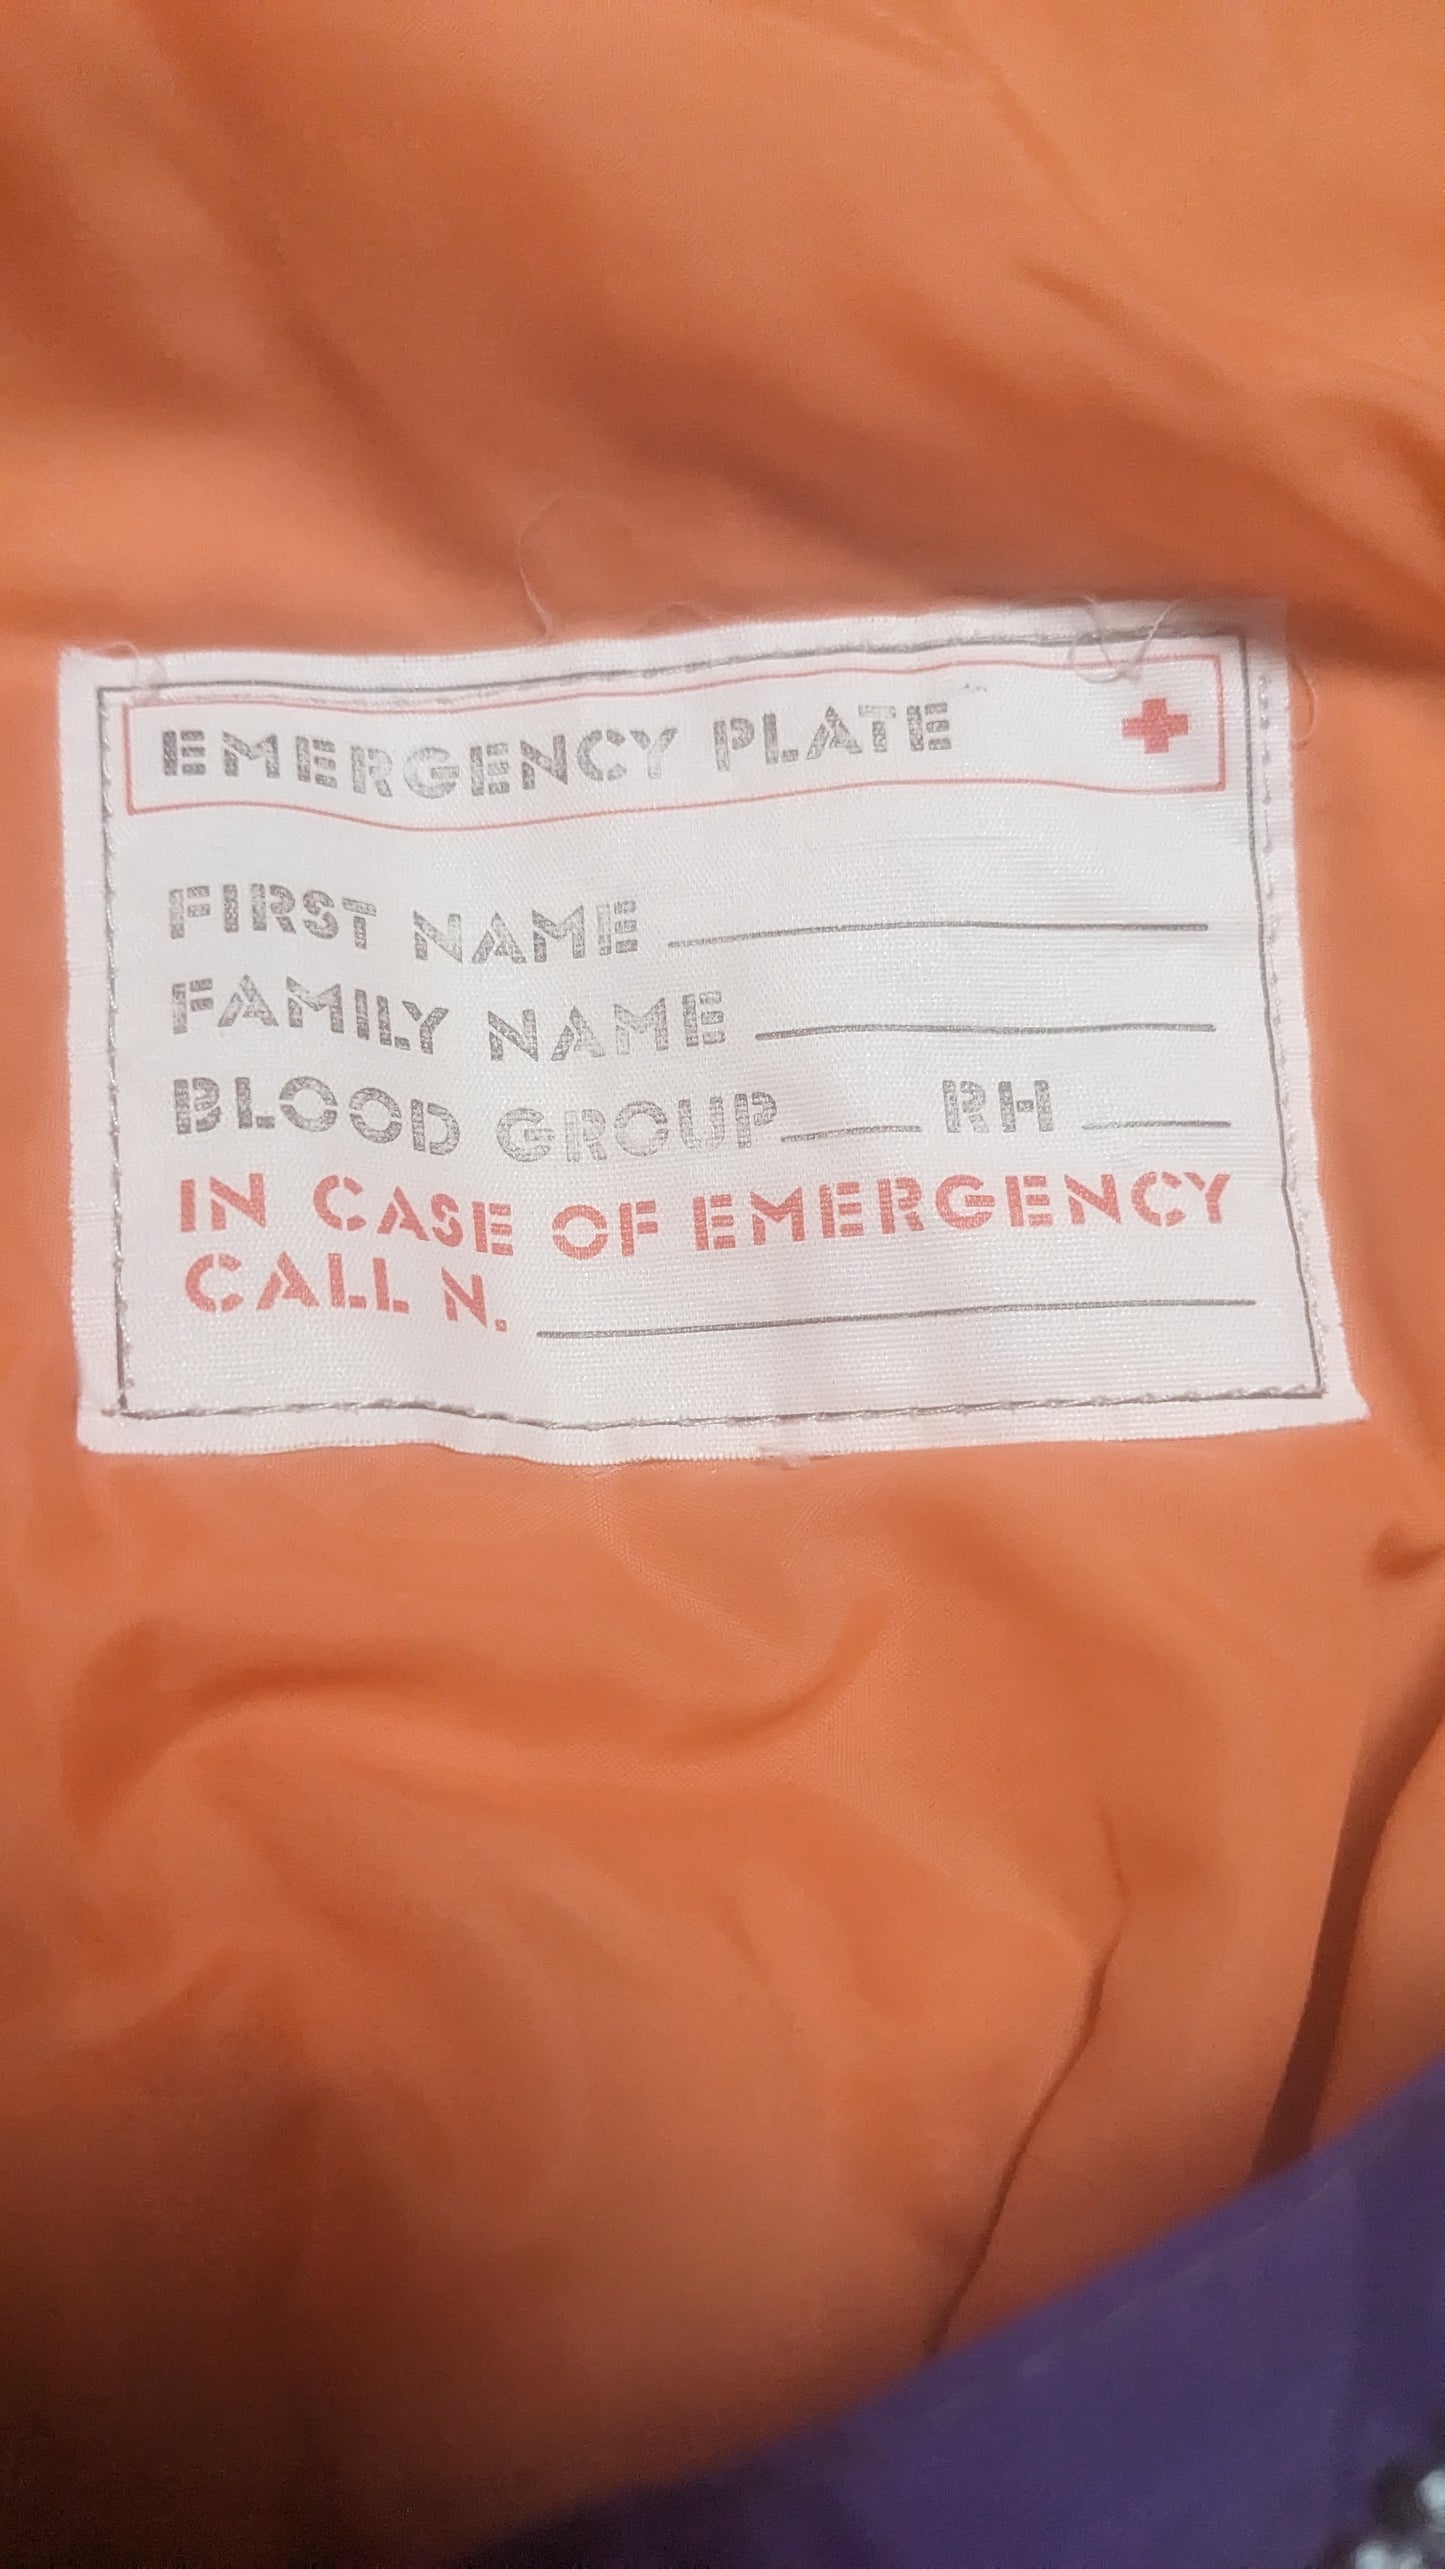 EMERGENCY PLATE
FIRST NAME
FAMILY NAME
BLOOD GROUP RH
IN CASE OF EMERGENCY
CALL N.